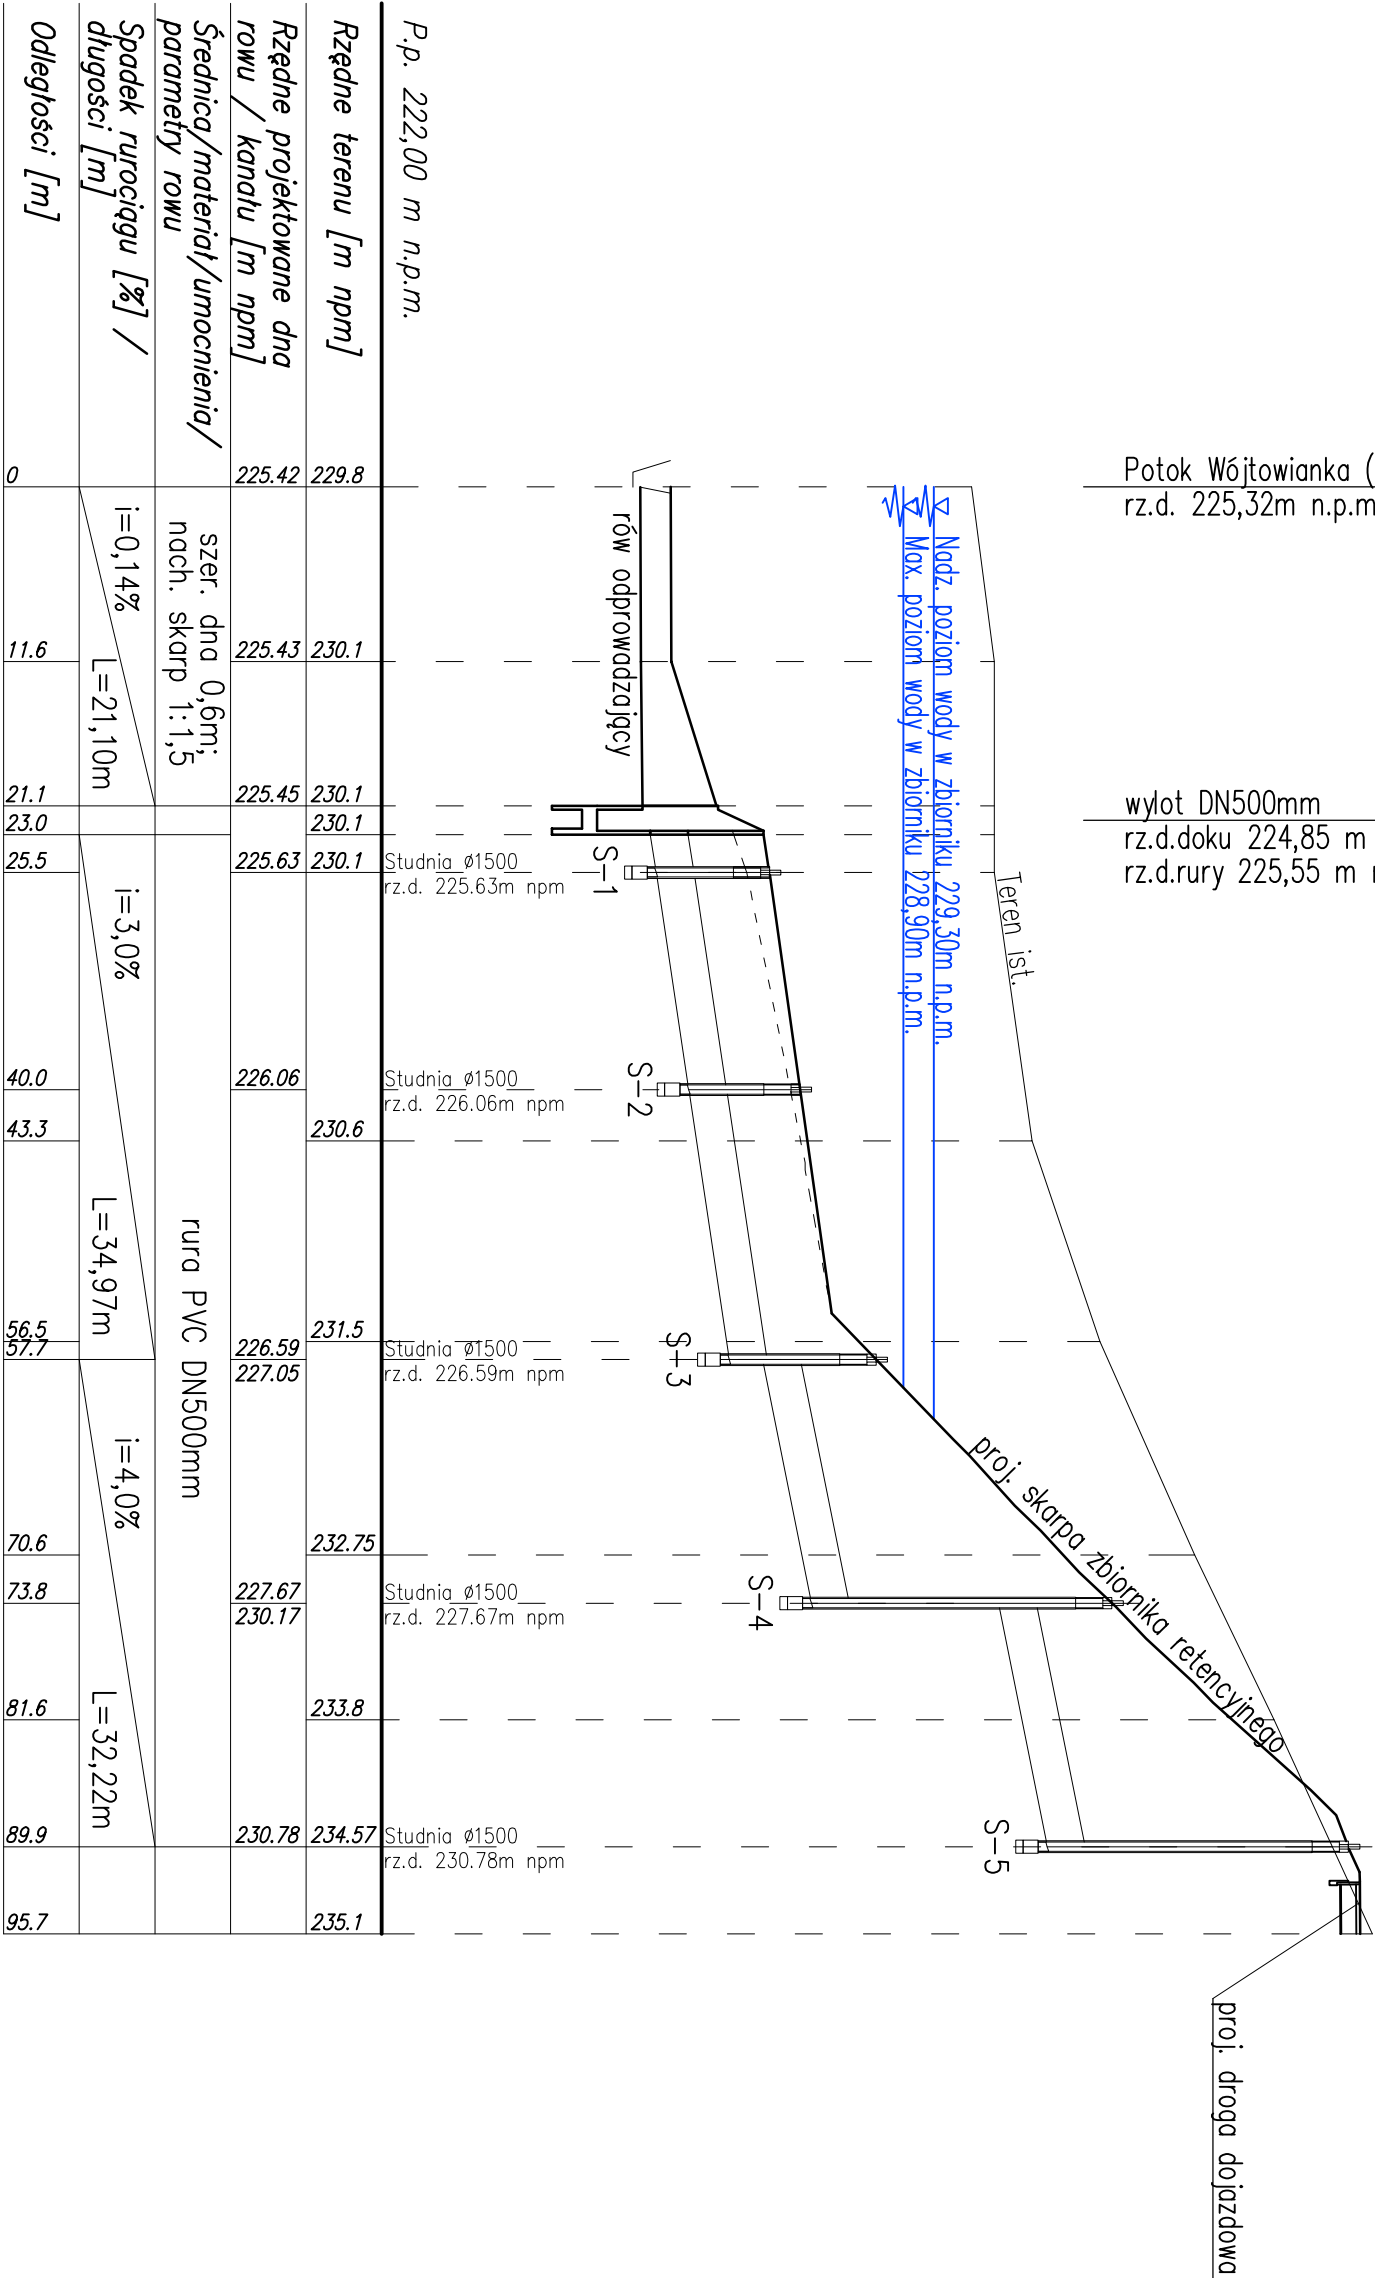 Potok Wójtowianka (
rz.d. 225,32m n.p.m
wylot DN500mm
rz.d.doku 224,85 m
rz.d.rury 225,55 m
Teren ist.
Nadz. poziom wody w zbiorniku 229,30m n.p.m.
Max. poziom wody w zbiorniku 228,90m n.p.m.
proj. skarpa zbiornika retencyjnego
proj. droga dojazdowa
rów odprowadzający
S-1
S-2
S-3
S-4
S-5
P.p. 222,00 m n.p.m.
Studnia ø1500
rz.d. 225.63m npm
Studnia ø1500
rz.d. 226.06m npm
Studnia ø1500
rz.d. 226.59m npm
Studnia ø1500
rz.d. 227.67m npm
Studnia ø1500
rz.d. 230.78m npm
Rzędne terenu [m npm]
229.8
230.1
230.1
230.1
230.1
230.6
231.5
232.75
233.8
234.57
235.1
Rzędne projektowane dna
rowu / kanału [m npm]
225.42
225.43
225.45
225.63
226.06
226.59
227.05
227.67
230.17
230.78
Średnica/materiał/umocnienia/
parametry rowu
szer. dna 0,6m;
nach. skarp 1:1,5
rura PVC DN500mm
Spadek rurociągu [%] /
długości [m]
i=0,14%
L=21,10m
i=3,0%
L=34,97m
i=4,0%
L=32,22m
Odległości [m]
0
11.6
21.1
23.0
25.5
40.0
43.3
56.5
57.7
70.6
73.8
81.6
89.9
95.7